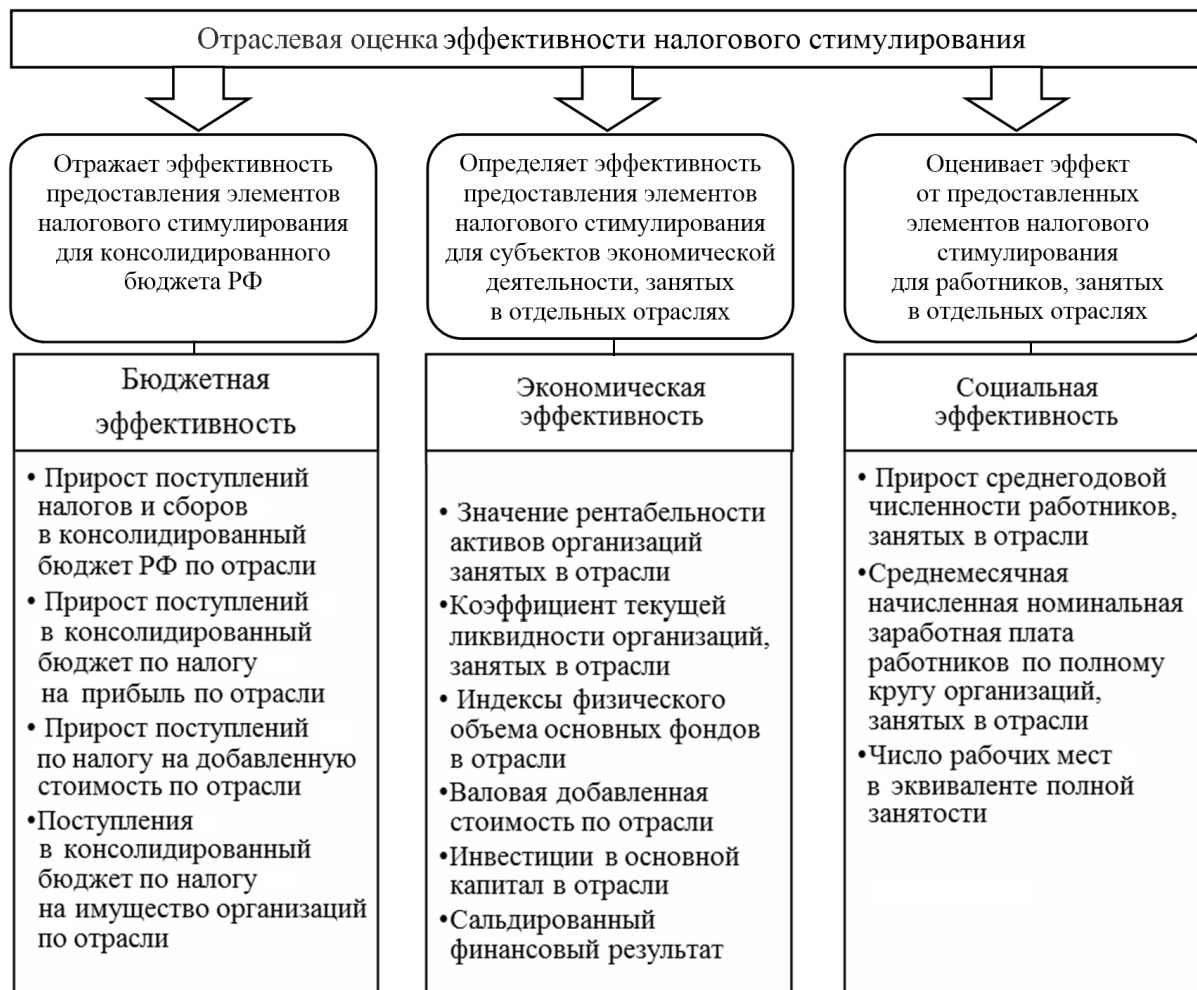 Отраслевая оценка эффективности налогового стимулирования
Отражает эффективность
предоставления элементов
налогового стимулирования
для консолидированного
бюджета РФ
Бюджетная
эффективность
• Прирост поступлений
налогов и сборов
в консолидированный
бюджет РФ по отрасли
• Прирост поступлений
в консолидированный
бюджет по налогу
на прибыль по отрасли
• Прирост поступлений
по налогу на добавленную
стоимость по отрасли
•Поступления
в консолидированный
бюджет по налогу
на имущество организаций
по отрасли
Определяет эффективность
предоставления элементов
налогового стимулирования
для субъектов экономической
деятельности, занятых
в отдельных отраслях
Экономическая
эффективность
• Значение рентабельности
активов организаций
занятых в отрасли
•Коэффициент текущей
ликвидности организаций,
занятых в отрасли
• Индексы физического
объема основных фондов
в отрасли
•Валовая добавленная
стоимость по отрасли
•Инвестиции в основной
капитал в отрасли
•Сальдированный
финансовый результат
Оценивает эффект
от предоставленных
элементов налогового
стимулирования
для работников, занятых
в отдельных отраслях
Социальная
эффективность
• Прирост среднегодовой
численности работников,
занятых в отрасли
•Среднемесячная
начисленная номинальная
заработная плата
работников по полному
кругу организаций,
занятых в отрасли
•Число рабочих мест
в эквиваленте полной
занятости